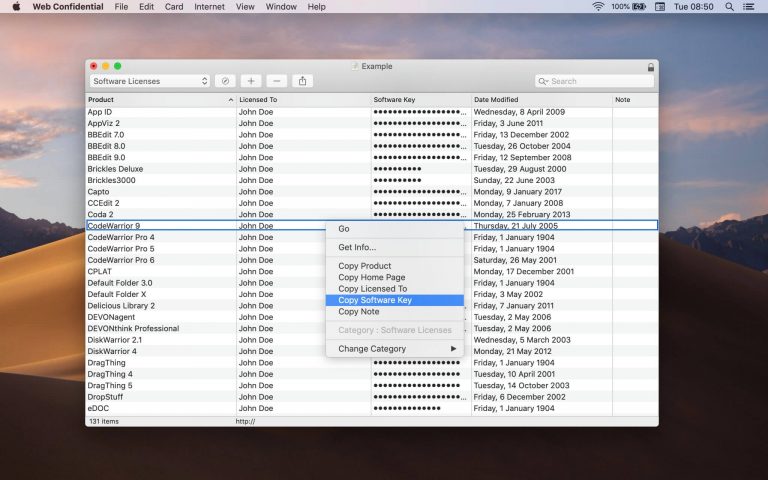 Web Confidential File Edit Card Internet View Window Help 100% Tue 08:50
Example
Software Licenses Search
Product Licensed To Software Key Date Modified Note
App ID John Doe ●●●●●●●●●●●●●●●●●●●... Wednesday, 8 April 2009
AppViz 2 John Doe ●●●●●●●●●●●●●●●●●●●... Friday, 3 June 2011
BBEdit 7.0 John Doe ●●●●●●●●●●●●●●●●●●●... Friday, 13 December 2002
BBEdit 8.0 John Doe ●●●●●●●●●●●●●●●●●●●... Tuesday, 26 October 2004
BBEdit 9.0 John Doe ●●●●●●●●●●●●●●●●●●●... Friday, 12 September 2008
Brickles Deluxe John Doe ●●●●●●●●●● Tuesday, 29 August 2000
Brickles3000 John Doe ●●●●●●●●●● Sunday, 22 June 2003
Capto John Doe ●●●●●●●●●●●●●●●●●●●... Monday, 9 January 2017
CCEdit 2 John Doe ●●●●●●●●●●●●●●●●●●●... Monday, 7 January 2008
Coda 2 John Doe ●●●●●●●●●●●●●●●●●●●... Monday, 25 February 2013
CodeWarrior 9 John Doe Thursday, 21 July 2005
CodeWarrior Pro 4 John Doe Friday, 1 January 1904
CodeWarrior Pro 5 John Doe Friday, 1 January 1904
CodeWarrior Pro 6 John Doe Saturday, 26 May 2001
CPLAT John Doe Monday, 17 December 2001
Default Folder 3.0 John Doe Friday, 1 January 1904
Default Folder X John Doe Friday, 3 May 2002
Delicious Library 2 John Doe Friday, 7 January 2011
DEVONagent John Doe Tuesday, 2 May 2006
DEVONthink Professional John Doe Tuesday, 2 May 2006
DiskWarrior 2.1 John Doe Wednesday, 5 March 2003
DiskWarrior 4 John Doe Monday, 21 May 2012
DragThing John Doe ●●●●●●●●●●●●●●●●●●● Friday, 1 January 1904
DragThing 4 John Doe ●●●●●●●●●●●●●●●●●●● Tuesday, 10 April 2001
DragThing 5 John Doe ●●●●●●●●●●●●●●●●●●● Tuesday, 14 October 2003
DropStuff John Doe ●●●●●●●●●●●●●●●●●●●... Friday, 6 December 2002
eDOC John Doe ●●●●●●●●●●●●●●● Friday, 1 January 1904
Go
Get Info...
Copy Product
Copy Home Page
Copy Licensed To
Copy Software Key
Copy Note
Category : Software Licenses
Change Category
131 items http://